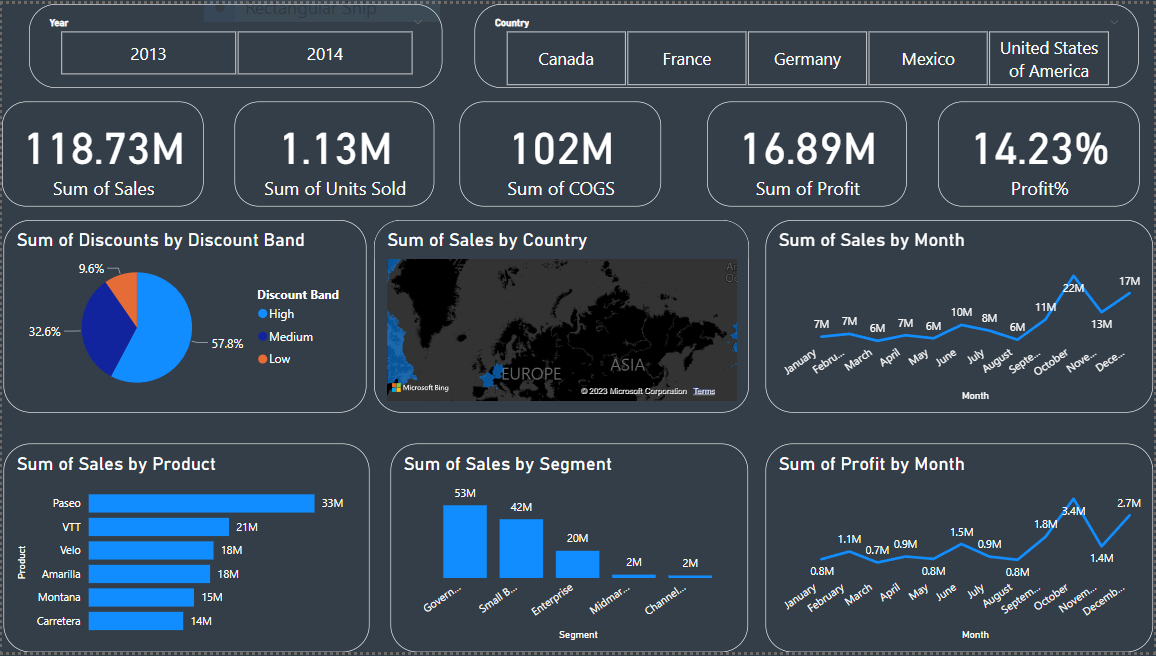 Rectangular Snip
Year
2013
2014
Country
Canada
France
Germany
Mexico
United States
of America
118.73M
Sum of Sales
1.13M
Sum of Units Sold
102M
Sum of COGS
16.89M
Sum of Profit
14.23%
Profit%
Sum of Discounts by Discount Band
9.6%
32.6%
57.8%
Discount Band
High
Medium
Low
Sum of Sales by Country
EUROPE
ASIA
Microsoft Bing
© 2023 Microsoft Corporation Terms
Sum of Sales by Month
7M
7M
6M
7M
6M
10M
8M
6M
11M
22M
13M
17M
January
Febru...
March
April
May
June
July
August
Septe...
October
Nove...
Dece...
Month
Sum of Sales by Product
Product
Paseo 33M
VTT 21M
Velo 18M
Amarilla 18M
Montana 15M
Carretera 14M
Sum of Sales by Segment
53M
42M
20M
2M
2M
Govern...
Small B...
Enterprise
Midmar...
Channel...
Segment
Sum of Profit by Month
0.8M
1.1M
0.7M
0.9M
0.8M
1.5M
0.9M
0.8M
1.8M
3.4M
1.4M
2.7M
January
February
March
April
May
June
July
August
Septem...
October
Novem...
Decemb...
Month